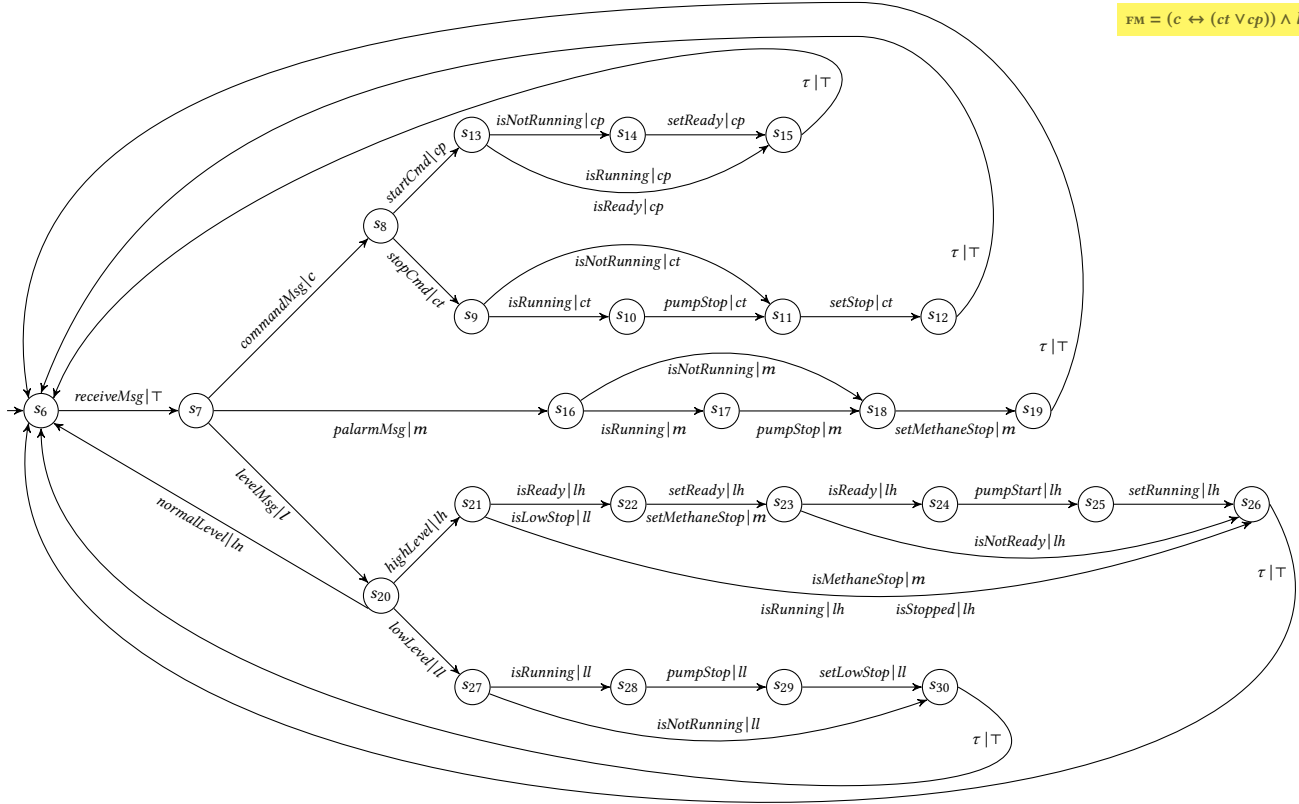 FM = (c ↔ (ct ∨ cp)) ∧
τ | ⊤
s13
isNotRunning | cp
s14
setReady | cp
s15
startCmd | cp
isRunning | cp
isReady | cp
s8
stopCmd | ct
isNotRunning | ct
τ | ⊤
commandMsg | c
s9
isRunning | ct
s10
pumpStop | ct
s11
setStop | ct
s12
τ | ⊤
isNotRunning | m
s6
receiveMsg | ⊤
s7
palarmMsg | m
s16
isRunning | m
s17
pumpStop | m
s18
setMethaneStop | m
s19
levelMsg | l
normalLevel | ln
s21
isReady | lh
isLowStop | ll
s22
setReady | lh
setMethaneStop | m
s23
isReady | lh
s24
pumpStart | lh
s25
setRunning | lh
s26
highLevel | lh
isNotReady | lh
isMethaneStop | m
isRunning | lh
isStopped | lh
τ | ⊤
s20
lowLevel | ll
s27
isRunning | ll
s28
pumpStop | ll
s29
setLowStop | ll
s30
isNotRunning | ll
τ | ⊤